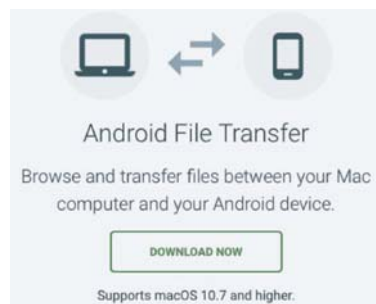 Android File Transfer
Browse and transfer files between your Mac
computer and your Android device.
DOWNLOAD NOW
Supports macOS 10.7 and higher.